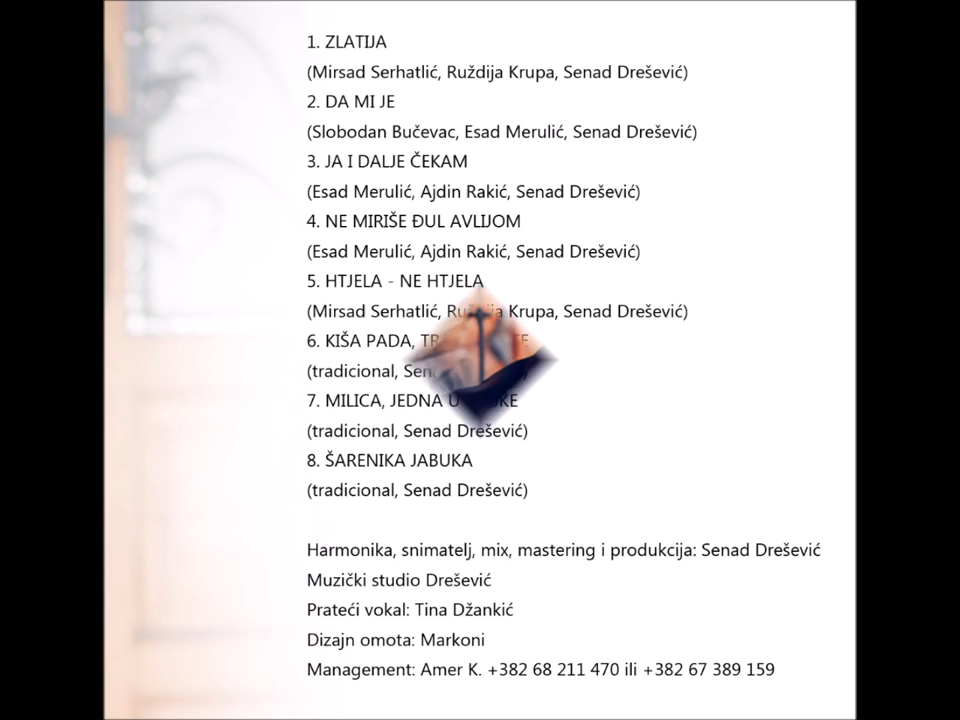 1. ZLATIJA
(Mirsad Serhatlić, Ruždija Krupa, Senad Drešević)
2. DA MI JE
(Slobodan Bučevac, Esad Merulić, Senad Drešević)
3. JA I DALJE ČEKAM
(Esad Merulić, Ajdin Rakić, Senad Drešević)
4. NE MIRIŠE ĐUL AVLIJOM
(Esad Merulić, Ajdin Rakić, Senad Drešević)
5. HTJELA - NE HTJELA
(Mirsad Serhatlić, Ruždija Krupa, Senad Drešević)
6. KIŠA PADA,
(tradicional,
7. MILICA, JEDNA
(tradicional, Senad Drešević)
8. ŠARENIKA JABUKA
(tradicional, Senad Drešević)
Harmonika, snimatelj, mix, mastering i produkcija: Senad Drešević
Muzički studio Drešević
Prateći vokal: Tina Džankić
Dizajn omota: Markoni
Management: Amer K. +382 68 211 470 ili +382 67 389 159